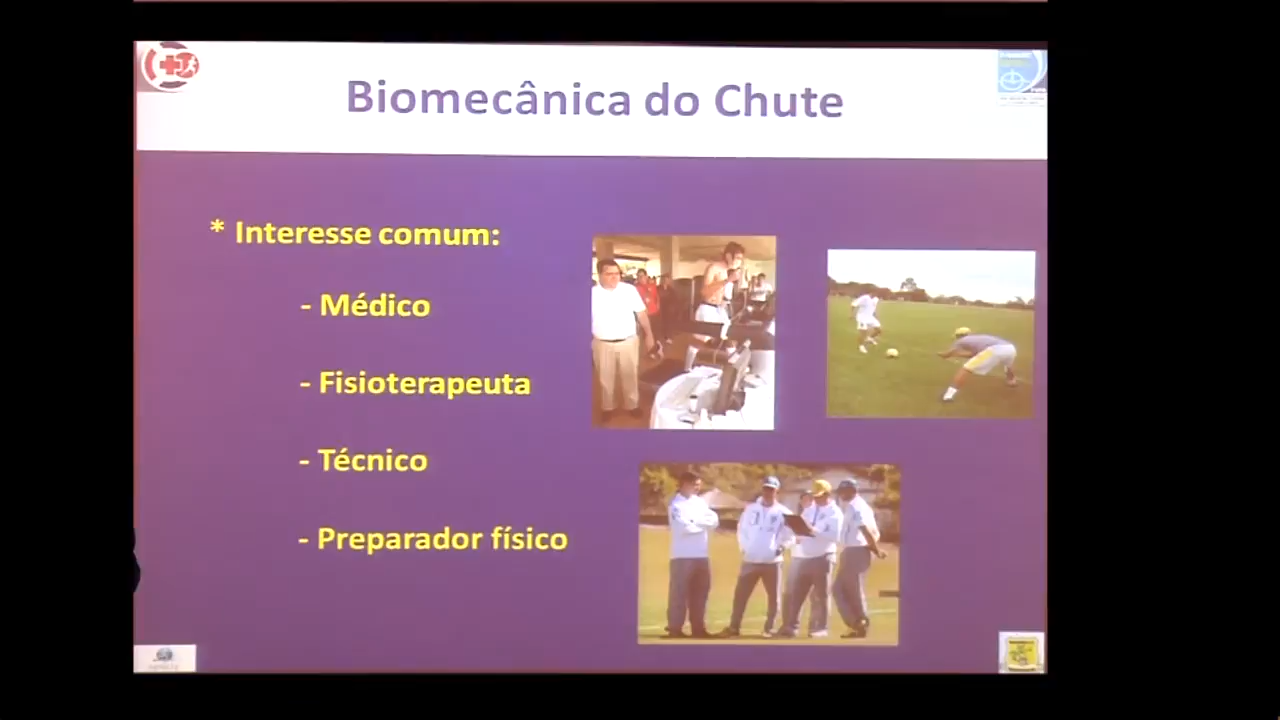 Biomecânica do Chute
* Interesse comum:
- Médico
- Fisioterapeuta
- Técnico
- Preparador físico